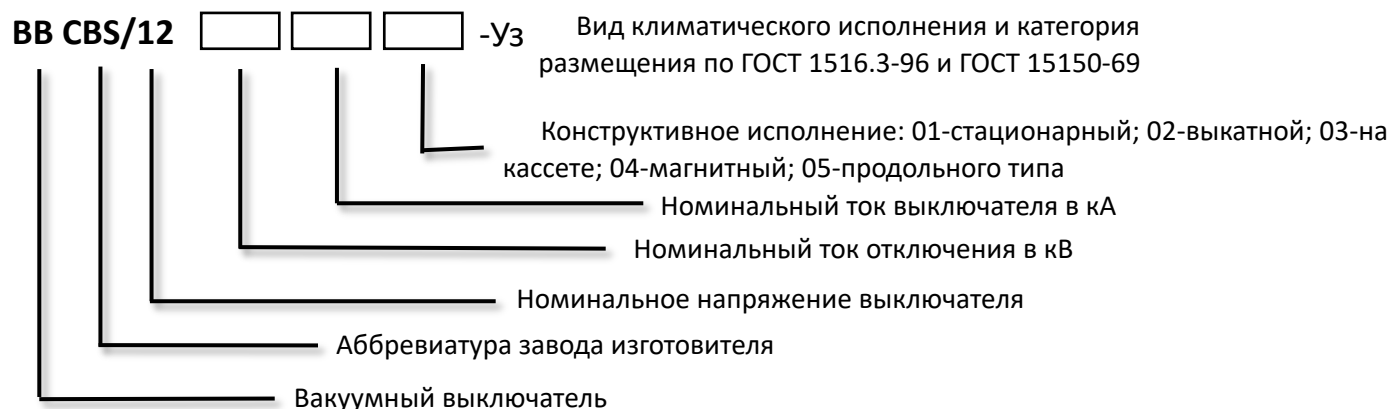 ВВ CBS/12 -Уз
Вид климатического исполнения и категория
размещения по ГОСТ 1516.3-96 и ГОСТ 15150-69
Конструктивное исполнение: 01-стационарный; 02-выкатной; 03-на
кассете; 04-магнитный; 05-продольного типа
Номинальный ток выключателя в кА
Номинальный ток отключения в кВ
Номинальное напряжение выключателя
Аббревиатура завода изготовителя
Вакуумный выключатель